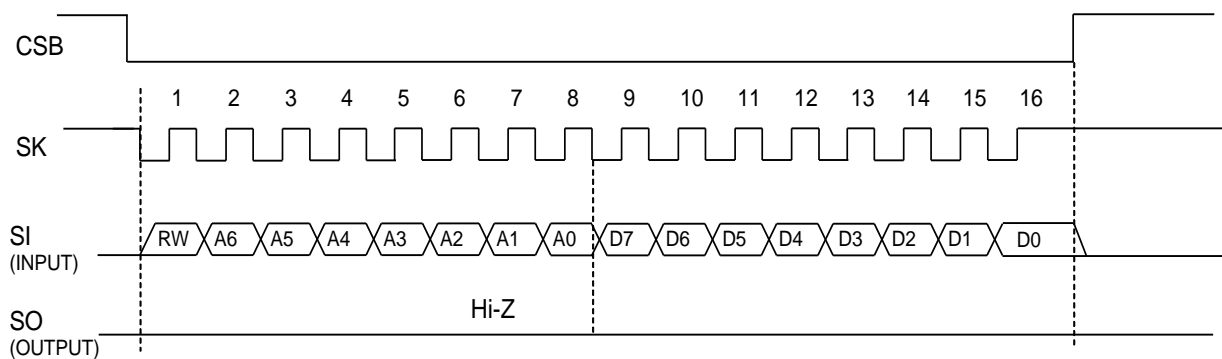 CSB
1 2 3 4 5 6 7 8 9 10 11 12 13 14 15 16
SK
SI RW A6 A5 A4 A3 A2 A1 A0 D7 D6 D5 D4 D3 D2 D1 D0
(INPUT)
Hi-Z
SO
(OUTPUT)